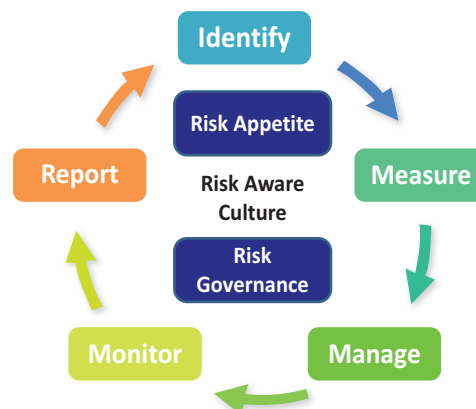 Identify
Risk Appetite
Report
Risk Aware
Culture
Measure
Risk
Governance
Monitor
Manage